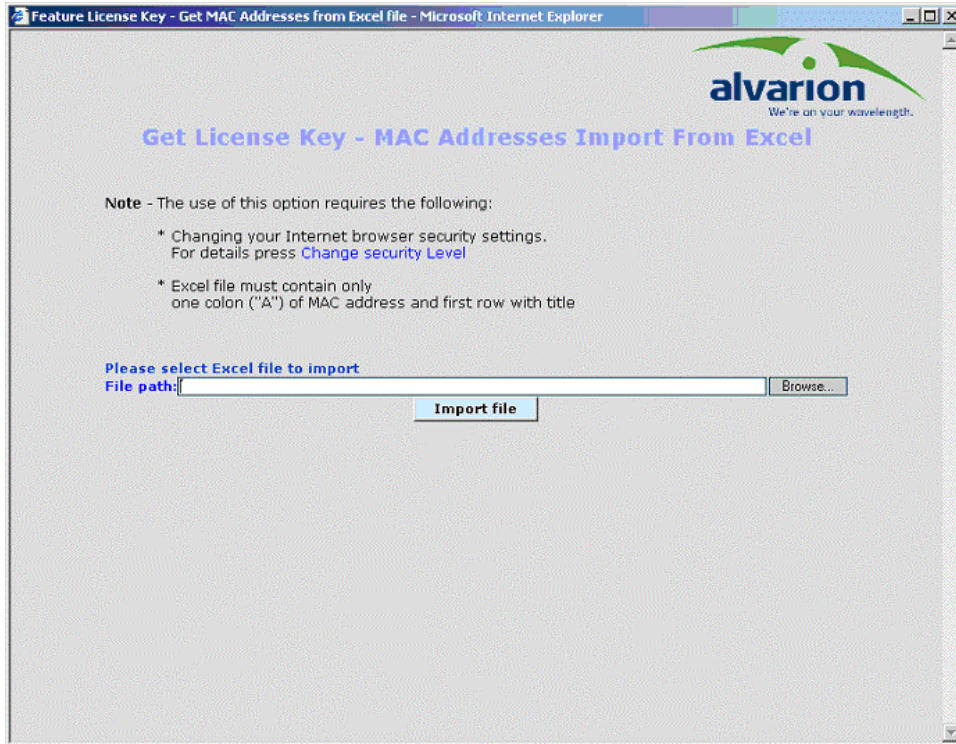 Feature License Key - Get MAC Addresses from Excel file - Microsoft Internet Explorer
alvarion
We're on your wavelength.
Get License Key - MAC Addresses Import From Excel
Note - The use of this option requires the following:
* Changing your Internet browser security settings.
For details press Change security Level
* Excel file must contain only
one colon ("A") of MAC address and first row with title
Please select Excel file to import
File path:
Browse...
Import file